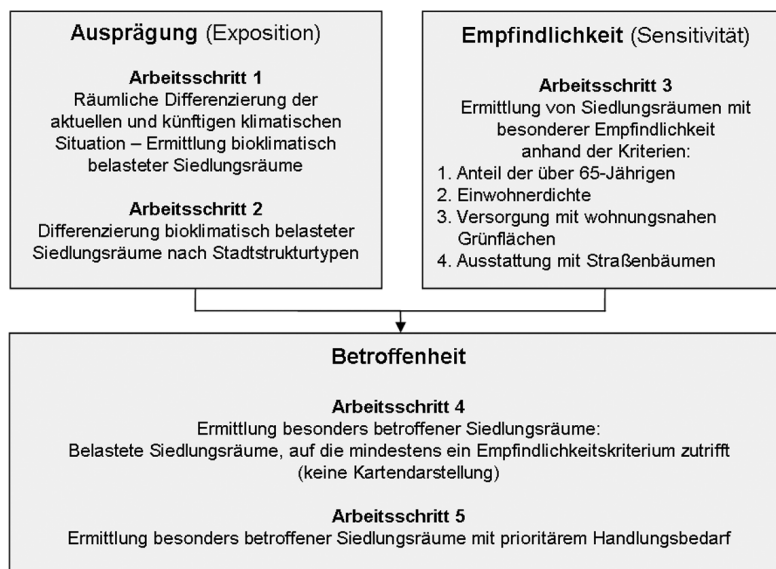 Ausprägung (Exposition)
Arbeitsschritt 1
Räumliche Differenzierung der
aktuellen und künftigen klimatischen
Situation – Ermittlung bioklimatisch
belasteter Siedlungsräume
Arbeitsschritt 2
Differenzierung bioklimatisch belasteter
Siedlungsräume nach Stadtstrukturtypen
Empfindlichkeit (Sensitivität)
Arbeitsschritt 3
Ermittlung von Siedlungsräumen mit
besonderer Empfindlichkeit
anhand der Kriterien:
1. Anteil der über 65-Jährigen
2. Einwohnerdichte
3. Versorgung mit wohnungsnahen
Grünflächen
4. Ausstattung mit Straßenbäumen
Betroffenheit
Arbeitsschritt 4
Ermittlung besonders betroffener Siedlungsräume:
Belastete Siedlungsräume, auf die mindestens ein Empfindlichkeitskriterium zutrifft
(keine Kartendarstellung)
Arbeitsschritt 5
Ermittlung besonders betroffener Siedlungsräume mit prioritärem Handlungsbedarf